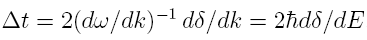 Δt = 2(dω/dk)⁻¹ dδ/dk = 2ħdδ/dE